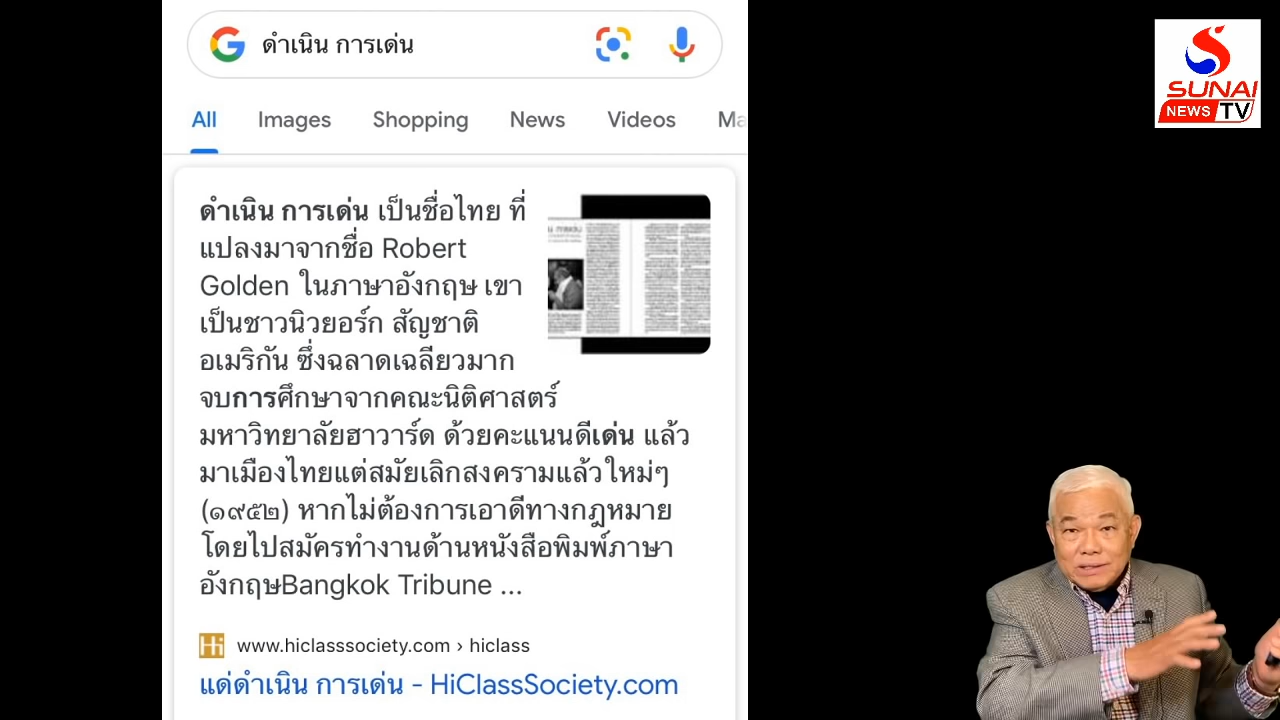 ดำเนิน การเด่น
All Images Shopping News Videos Ma
ดำเนิน การเด่น เป็นชื่อไทย ที่
แปลงมาจากชื่อ Robert
Golden ในภาษาอังกฤษ เขา
เป็นชาวนิวยอร์ก สัญชาติ
อเมริกัน ซึ่งฉลาดเฉลียวมาก
จบการศึกษาจากคณะนิติศาสตร์
มหาวิทยาลัยฮาวาร์ด ด้วยคะแนนดีเด่น แล้ว
มาเมืองไทยแต่สมัยเลิกสงครามแล้วใหม่ๆ
(๑๙๕๒) หากไม่ต้องการเอาดีทางกฎหมาย
โดยไปสมัครทำงานด้านหนังสือพิมพ์ภาษา
อังกฤษBangkok Tribune ...
Hi www.hiclasssociety.com › hiclass
แด่ดำเนิน การเด่น - HiClassSociety.com
SUNAI
NEWS TV